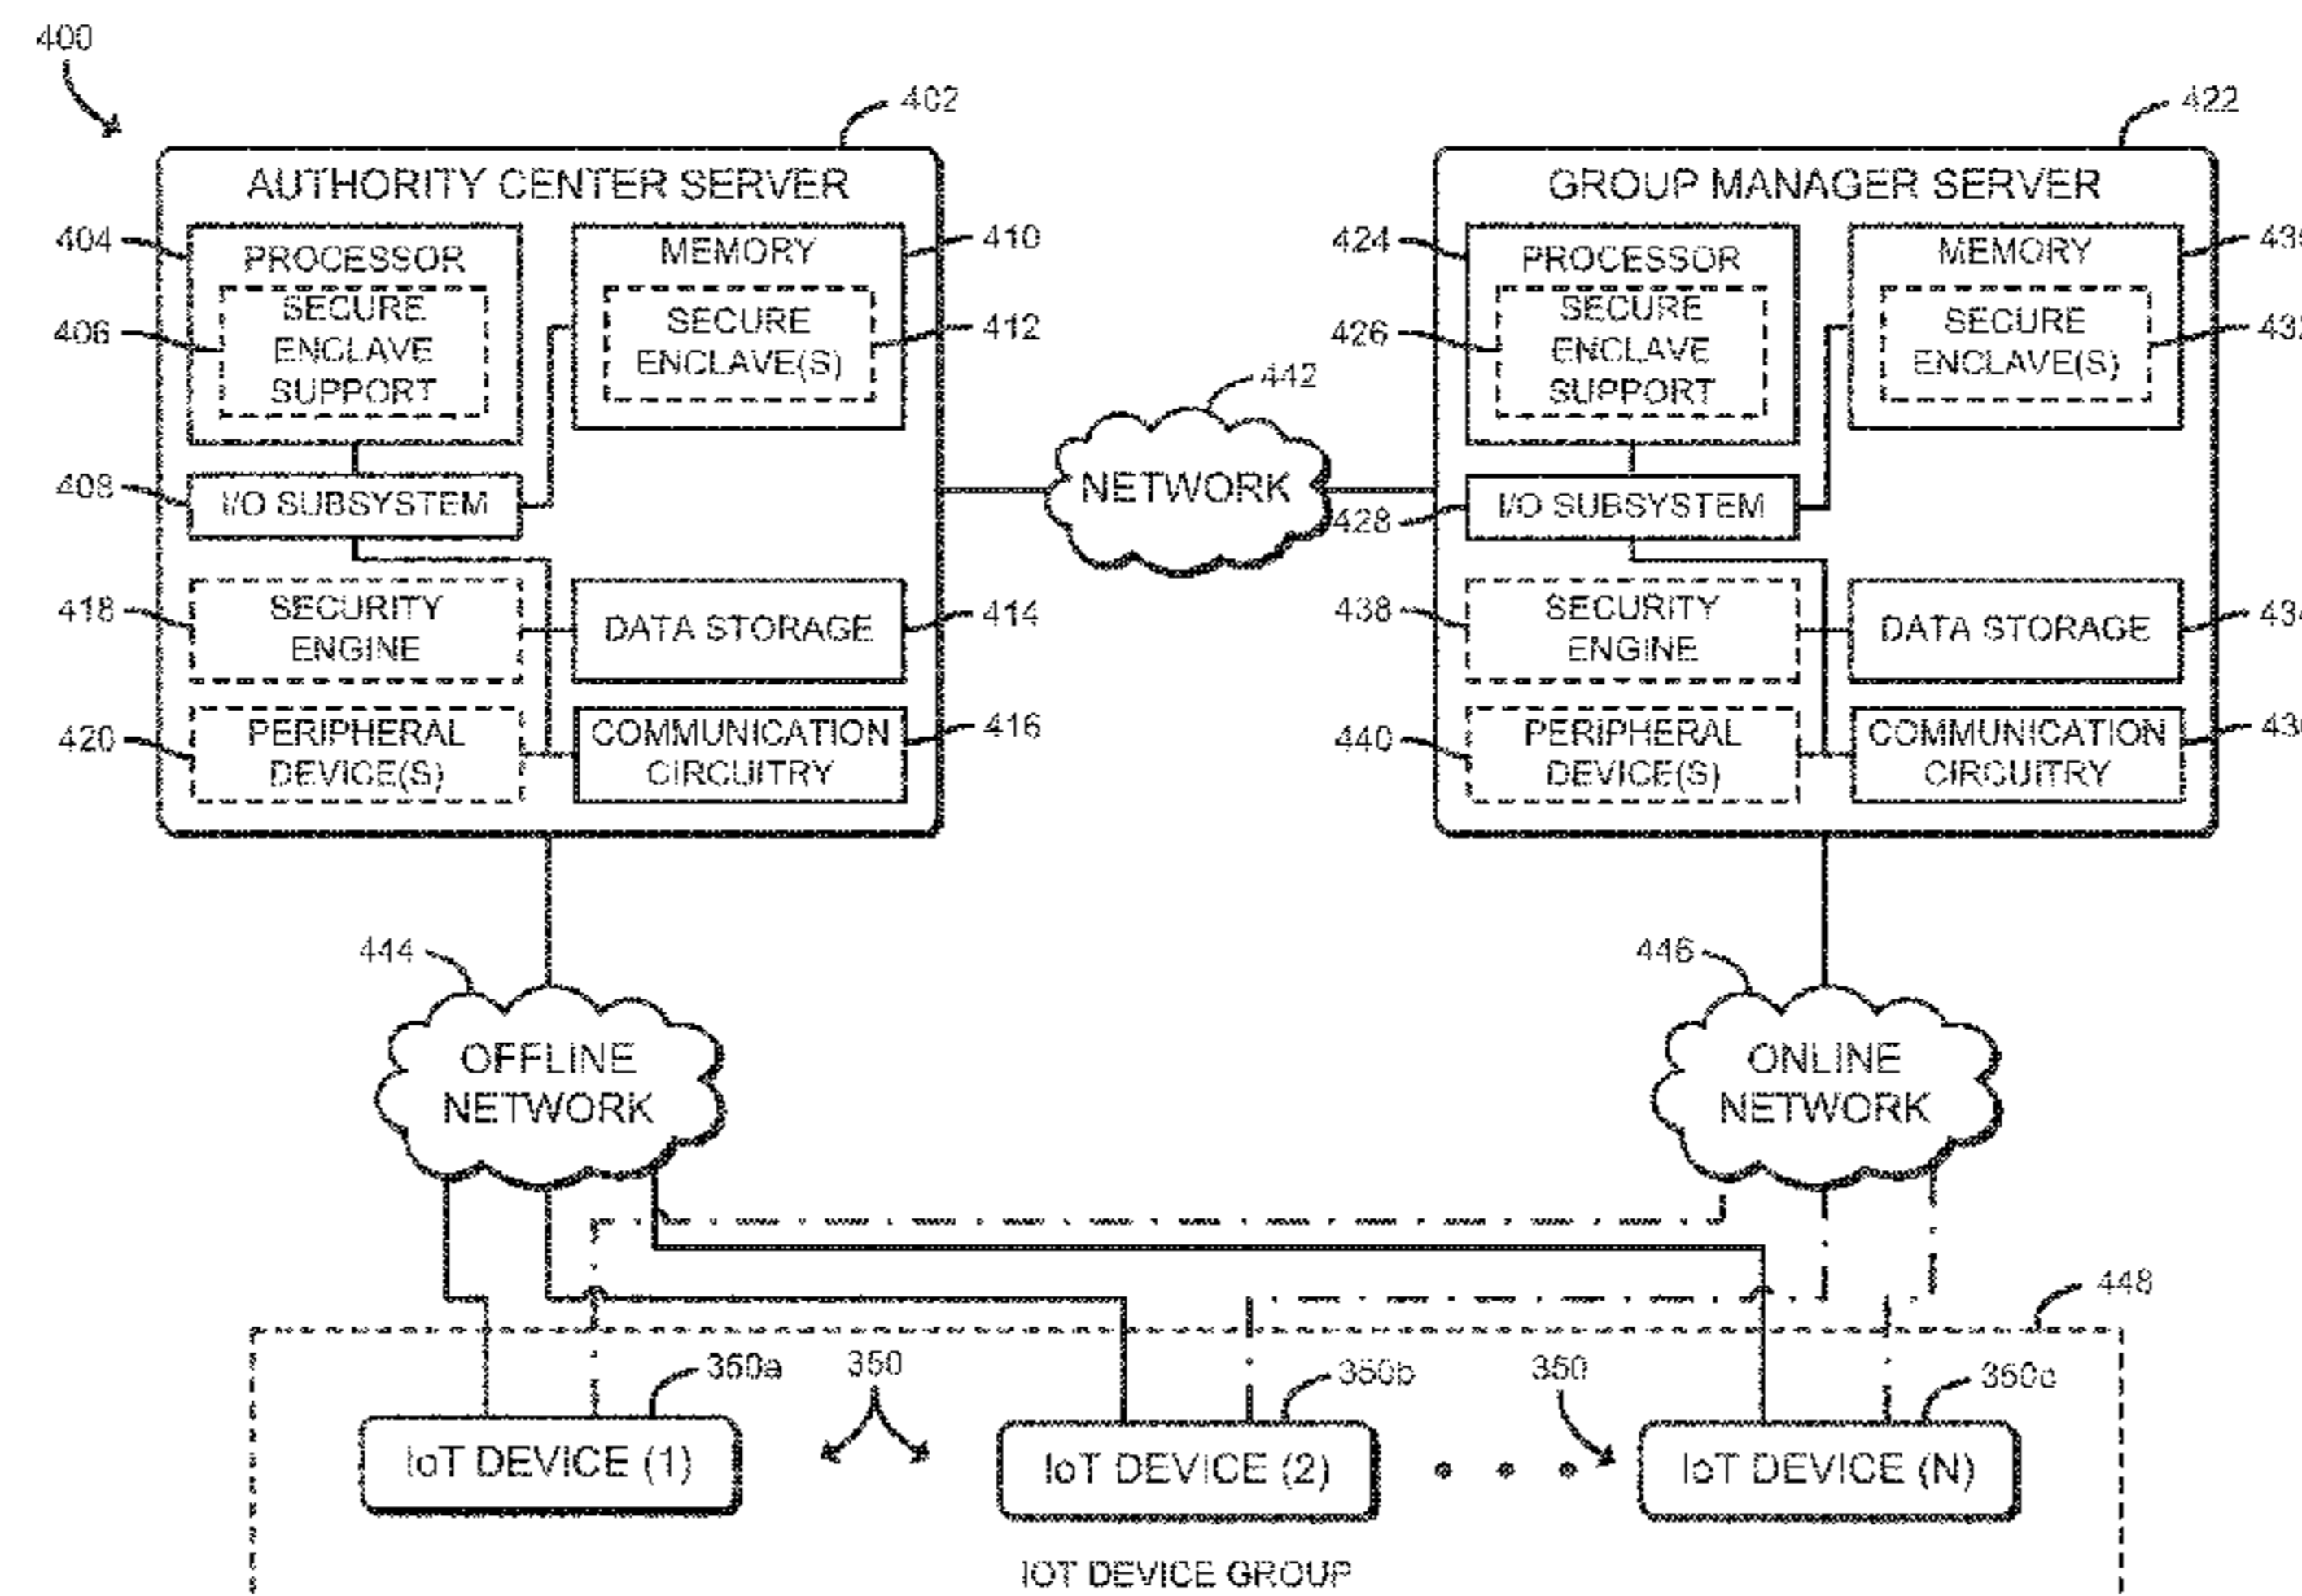 400
402
422
AUTHORITY CENTER SERVER
GROUP MANAGER SERVER
404
PROCESSOR
MEMORY
410
406
SECURE
ENCLAVE
SUPPORT
SECURE
ENCLAVE(S)
412
408
I/O SUBSYSTEM
418
SECURITY
ENGINE
DATA STORAGE
414
420
PERIPHERAL
DEVICE(S)
COMMUNICATION
CIRCUITRY
416
442
NETWORK
424
PROCESSOR
MEMORY
426
SECURE
ENCLAVE
SUPPORT
SECURE
ENCLAVE(S)
428
I/O SUBSYSTEM
438
SECURITY
ENGINE
DATA STORAGE
440
PERIPHERAL
DEVICE(S)
COMMUNICATION
CIRCUITRY
444
OFFLINE
NETWORK
446
ONLINE
NETWORK
448
350a
350
350b
350
350c
IoT DEVICE (1)
IoT DEVICE (2)
IoT DEVICE (N)
IOT DEVICE GROUP